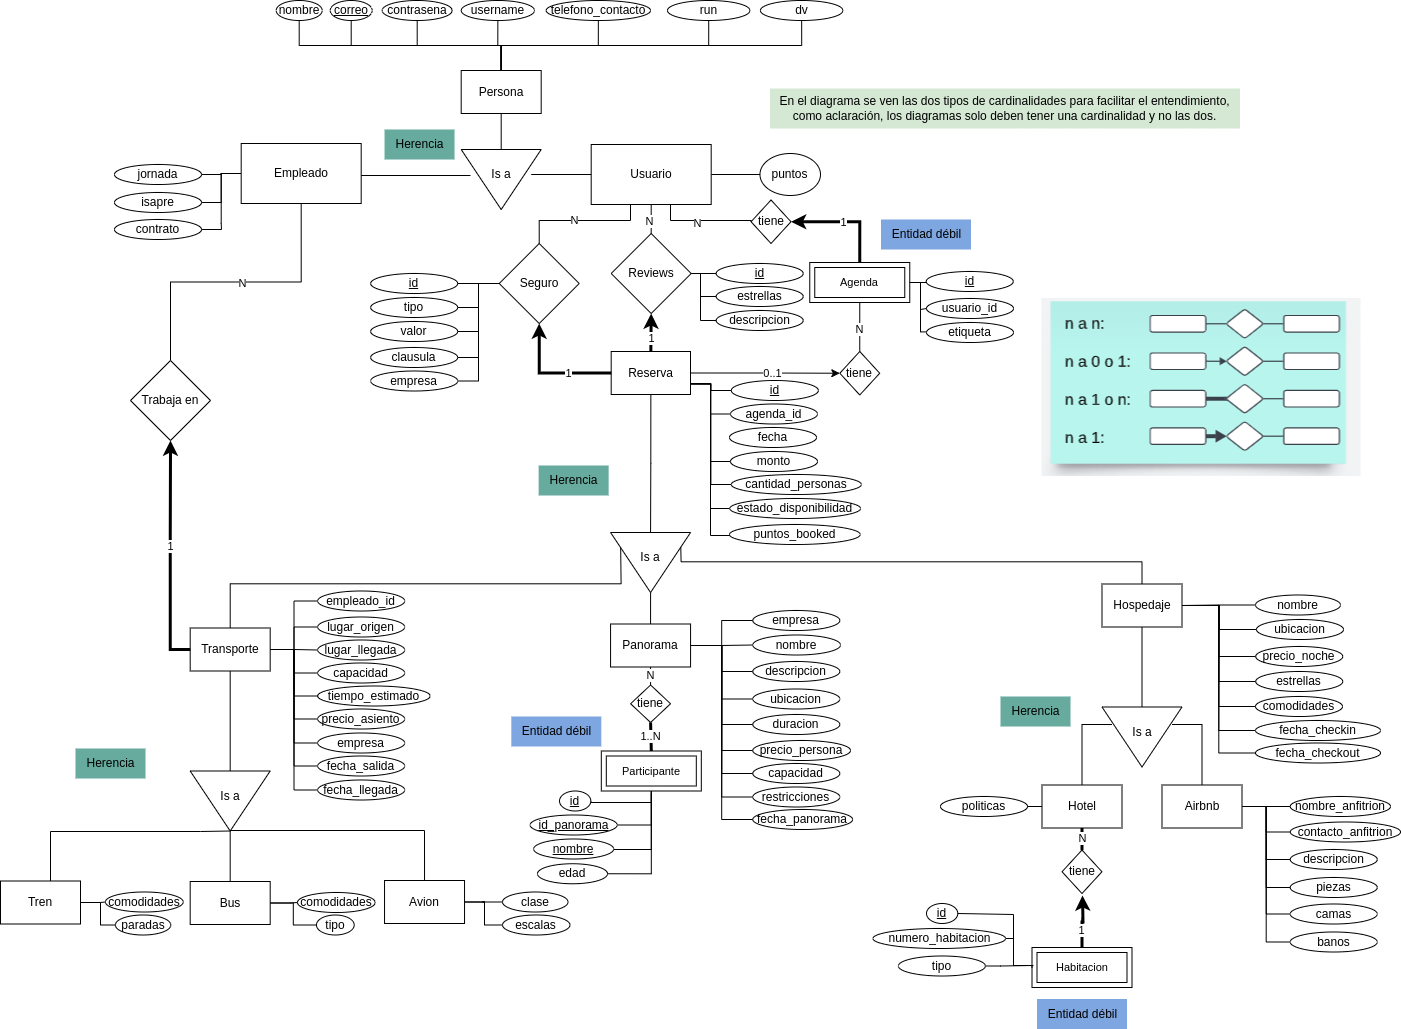 nombre
correo
contrasena
username
telefono_contacto
run
dv
Persona
En el diagrama se ven las dos tipos de cardinalidades para facilitar el entendimiento,
como aclaración, los diagramas solo deben tener una cardinalidad y no las dos.
Herencia
Empleado
Is a
Usuario
puntos
jornada
isapre
contrato
N
N
N
N
tiene
1
Entidad débil
Seguro
Reviews
id
estrellas
descripcion
Agenda
id
usuario_id
etiqueta
id
tipo
valor
clausula
empresa
1
1
N
Reserva
0..1
tiene
id
agenda_id
fecha
monto
cantidad_personas
estado_disponibilidad
puntos_booked
n a n:
n a 0 o 1:
n a 1 o n:
n a 1:
Trabaja en
1
Herencia
Is a
Transporte
empleado_id
lugar_origen
lugar_llegada
capacidad
tiempo_estimado
precio_asiento
empresa
fecha_salida
fecha_llegada
Panorama
empresa
nombre
descripcion
ubicacion
duracion
precio_persona
capacidad
restricciones
fecha_panorama
N
tiene
1..N
Entidad débil
Participante
id
id_panorama
nombre
edad
Hospedaje
nombre
ubicacion
precio_noche
estrellas
comodidades
fecha_checkin
fecha_checkout
Herencia
Is a
Herencia
Is a
politicas
Hotel
Airbnb
nombre_anfitrion
contacto_anfitrion
descripcion
piezas
camas
banos
N
tiene
1
id
numero_habitacion
tipo
Habitacion
Entidad débil
Tren
comodidades
paradas
Bus
comodidades
tipo
Avion
clase
escalas